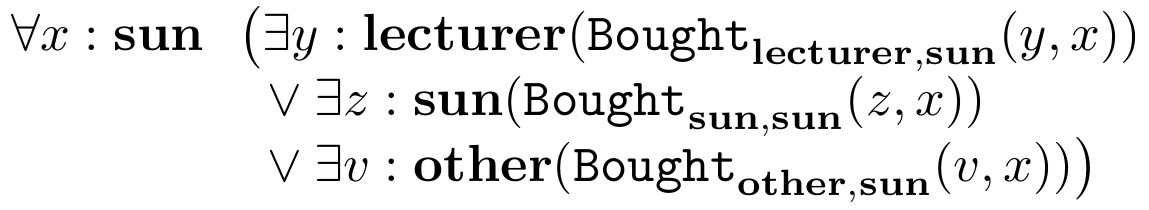 ∀x : sun (∃y : lecturer(Bought_lecturer,sun(y, x))
∨ ∃z : sun(Bought_sun,sun(z, x))
∨ ∃v : other(Bought_other,sun(v, x)))